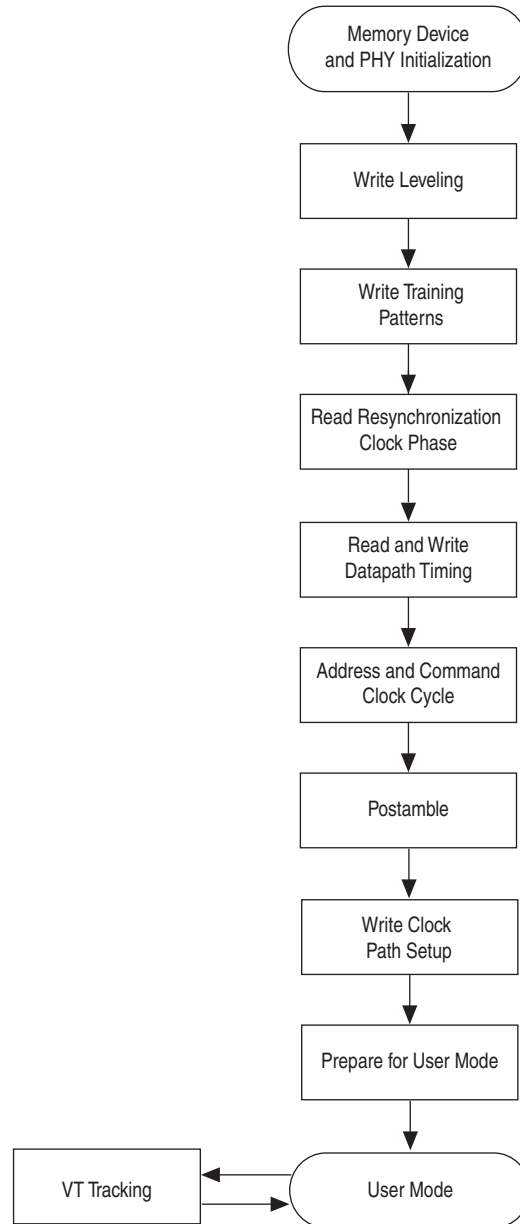 Memory Device
and PHY Initialization
Write Leveling
Write Training
Patterns
Read Resynchronization
Clock Phase
Read and Write
Datapath Timing
Address and Command
Clock Cycle
Postamble
Write Clock
Path Setup
Prepare for User Mode
VT Tracking
User Mode